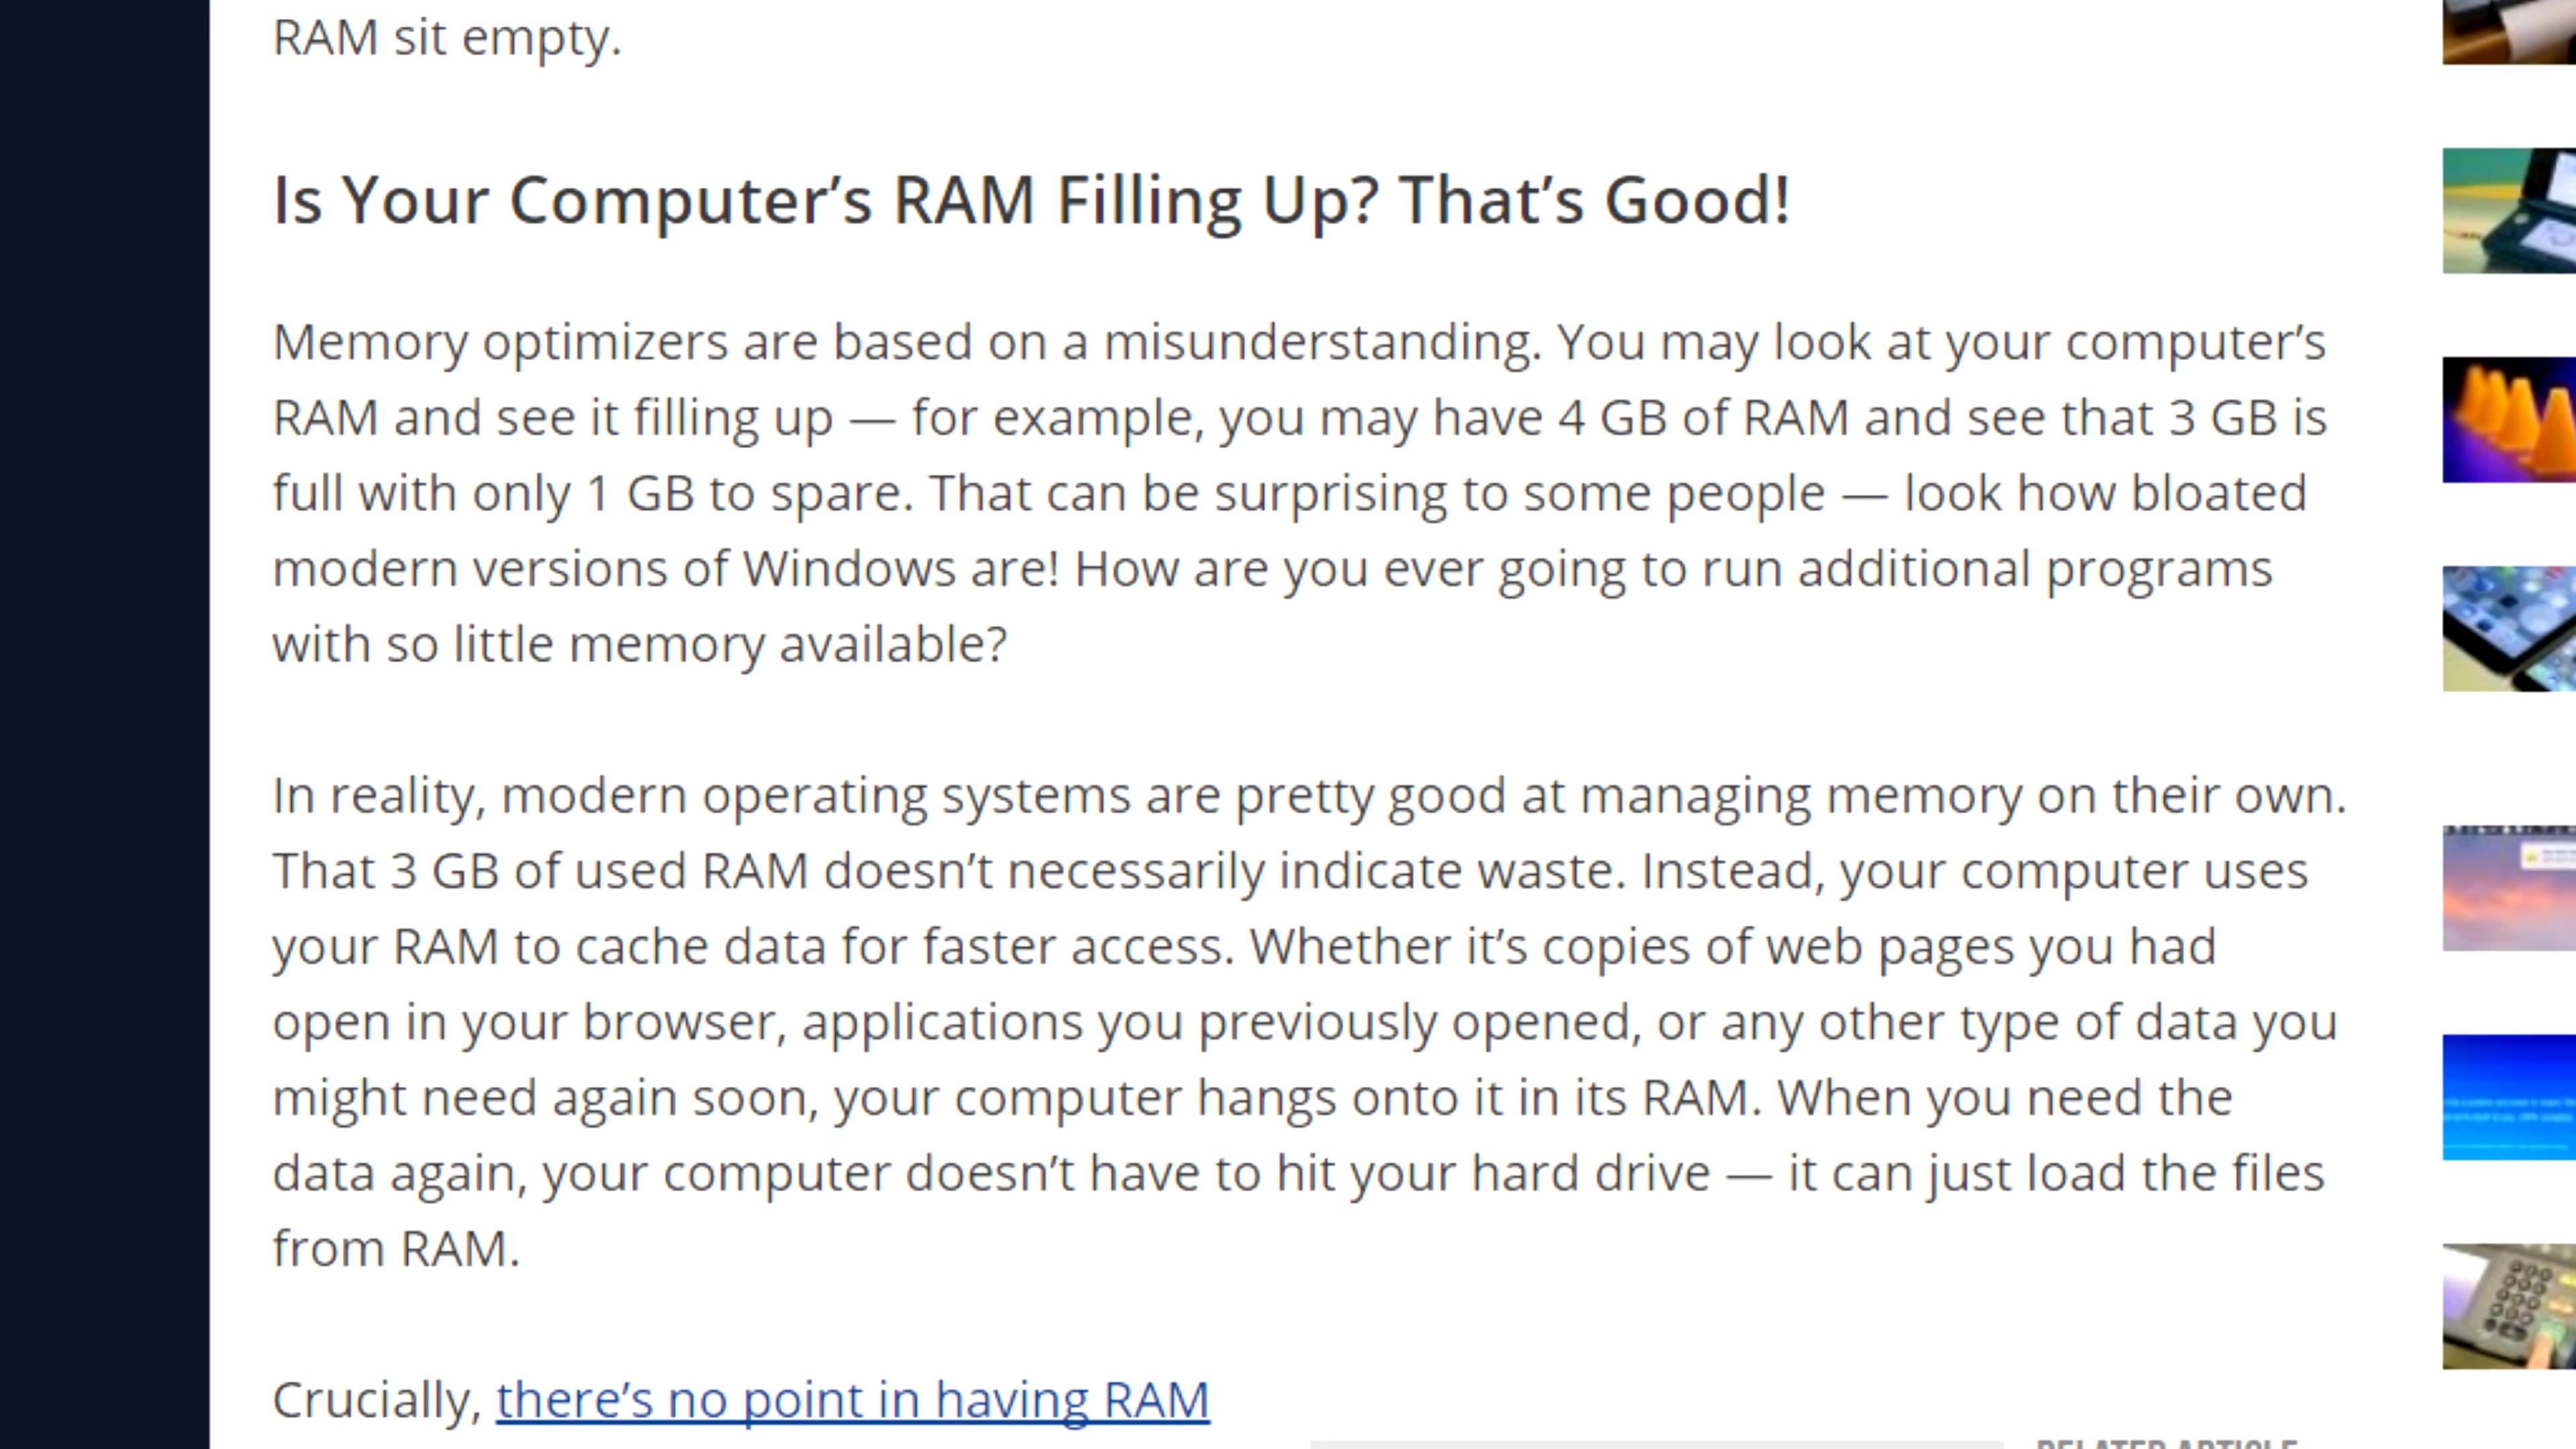 RAM sit empty.
Is Your Computer’s RAM Filling Up? That’s Good!
Memory optimizers are based on a misunderstanding. You may look at your computer’s
RAM and see it filling up — for example, you may have 4 GB of RAM and see that 3 GB is
full with only 1 GB to spare. That can be surprising to some people — look how bloated
modern versions of Windows are! How are you ever going to run additional programs
with so little memory available?
In reality, modern operating systems are pretty good at managing memory on their own.
That 3 GB of used RAM doesn’t necessarily indicate waste. Instead, your computer uses
your RAM to cache data for faster access. Whether it’s copies of web pages you had
open in your browser, applications you previously opened, or any other type of data you
might need again soon, your computer hangs onto it in its RAM. When you need the
data again, your computer doesn’t have to hit your hard drive — it can just load the files
from RAM.
Crucially, there’s no point in having RAM
RELATED ARTICLE